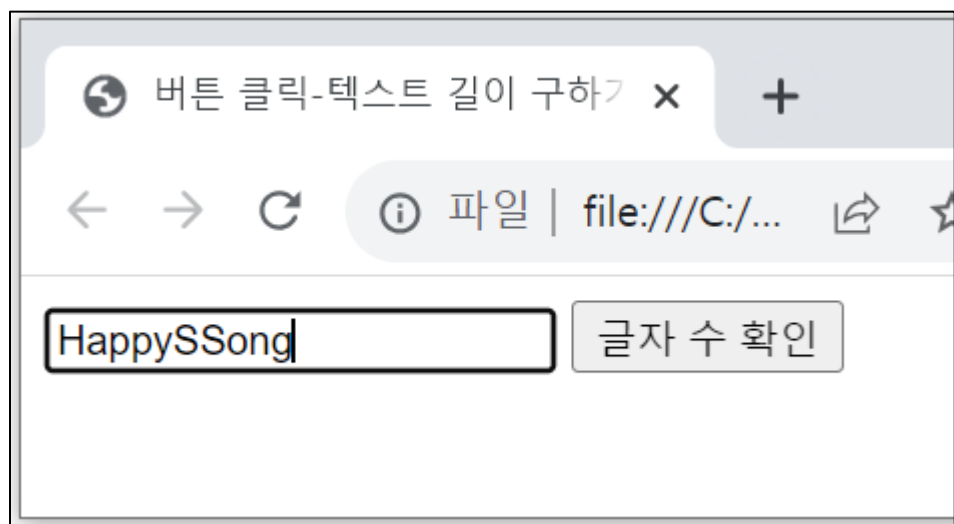 버튼 클릭-텍스트 길이 구하기
파일 file:///C:/...
HappySSong 글자 수 확인